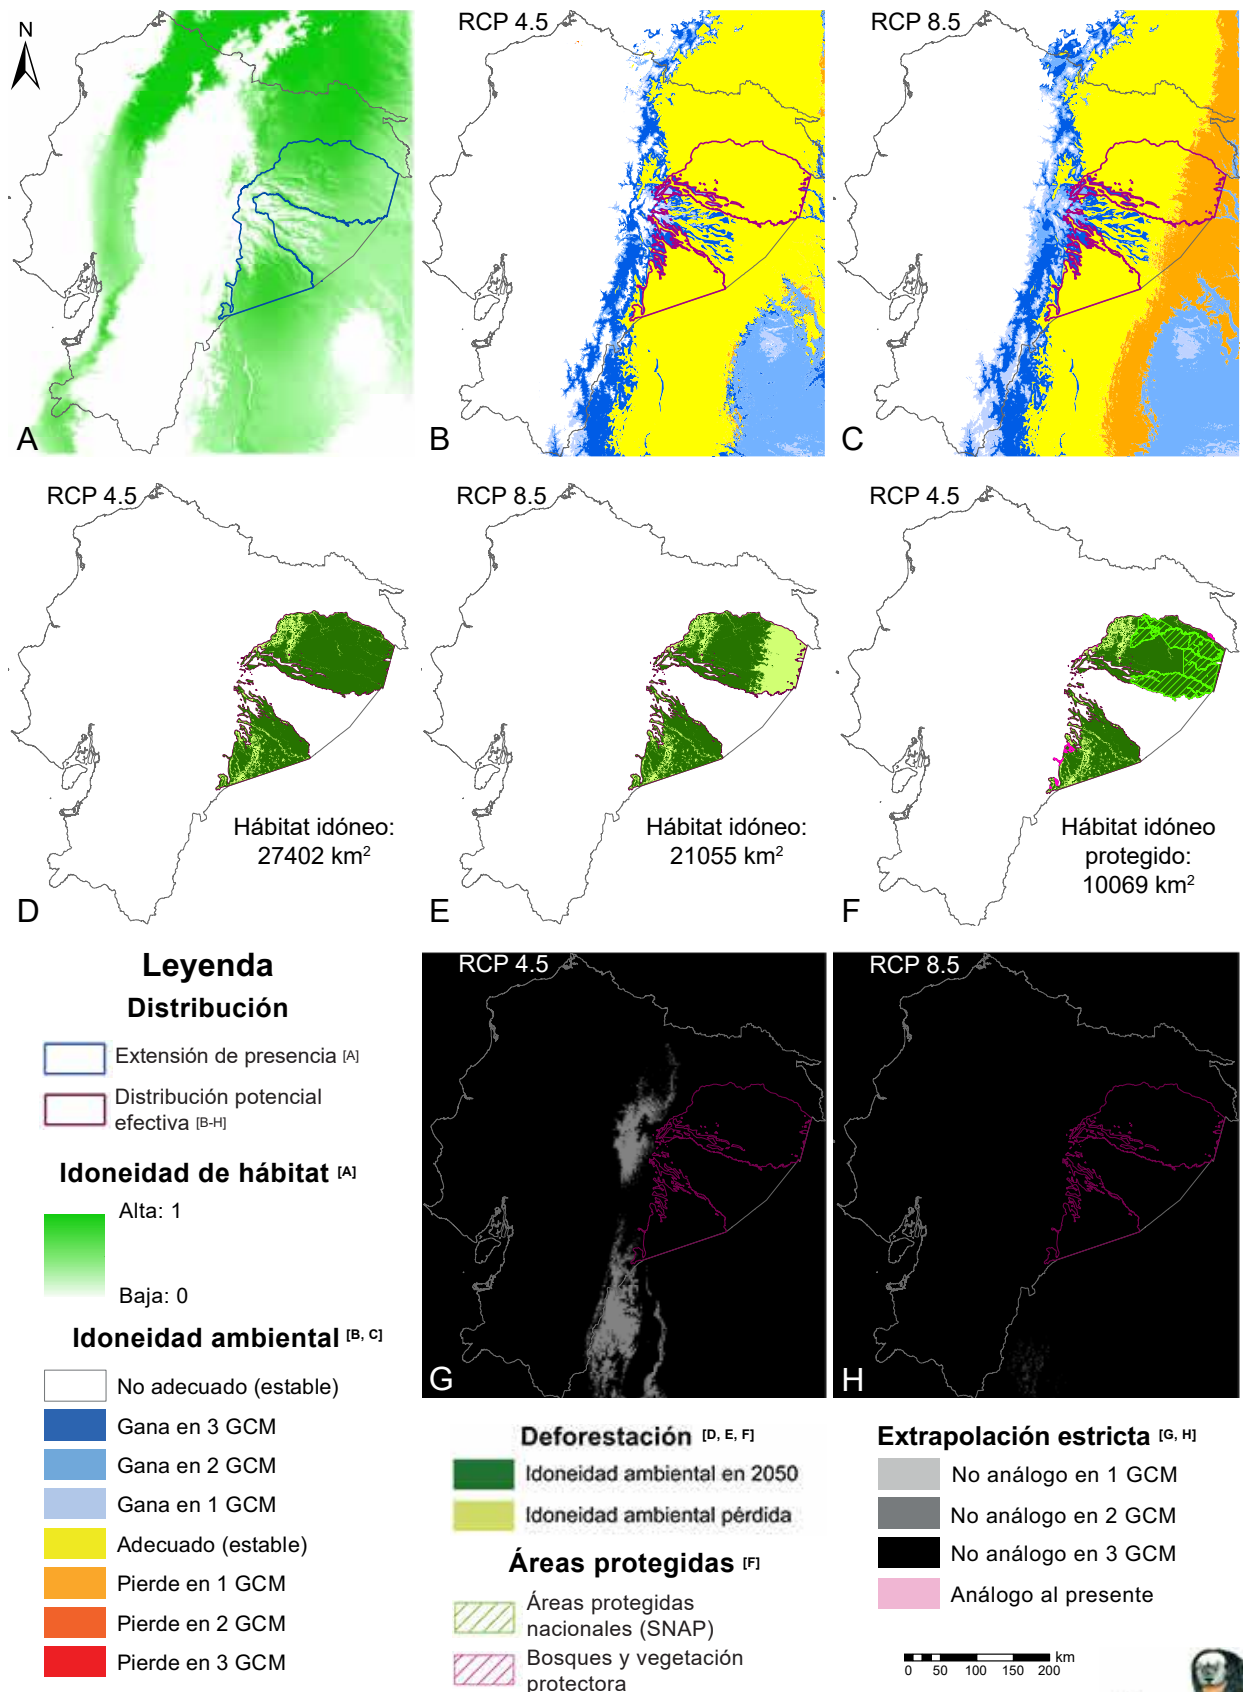 N
RCP 4.5
RCP 8.5
A
B
C
RCP 4.5
RCP 8.5
RCP 4.5
Hábitat idóneo:
27402 km²
Hábitat idóneo:
21055 km²
Hábitat idóneo
protegido:
10069 km²
D
E
F
Leyenda
Distribución
Extensión de presencia [A]
Distribución potencial
efectiva [B-H]
Idoneidad de hábitat [A]
Alta: 1
Baja: 0
Idoneidad ambiental [B, C]
No adecuado (estable)
Gana en 3 GCM
Gana en 2 GCM
Gana en 1 GCM
Adecuado (estable)
Pierde en 1 GCM
Pierde en 2 GCM
Pierde en 3 GCM
RCP 4.5
RCP 8.5
G
H
Deforestación [D, E, F]
Idoneidad ambiental en 2050
Idoneidad ambiental pérdida
Áreas protegidas [F]
Áreas protegidas
nacionales (SNAP)
Bosques y vegetación
protectora
Extrapolación estricta [G, H]
No análogo en 1 GCM
No análogo en 2 GCM
No análogo en 3 GCM
Análogo al presente
km
0 50 100 150 200